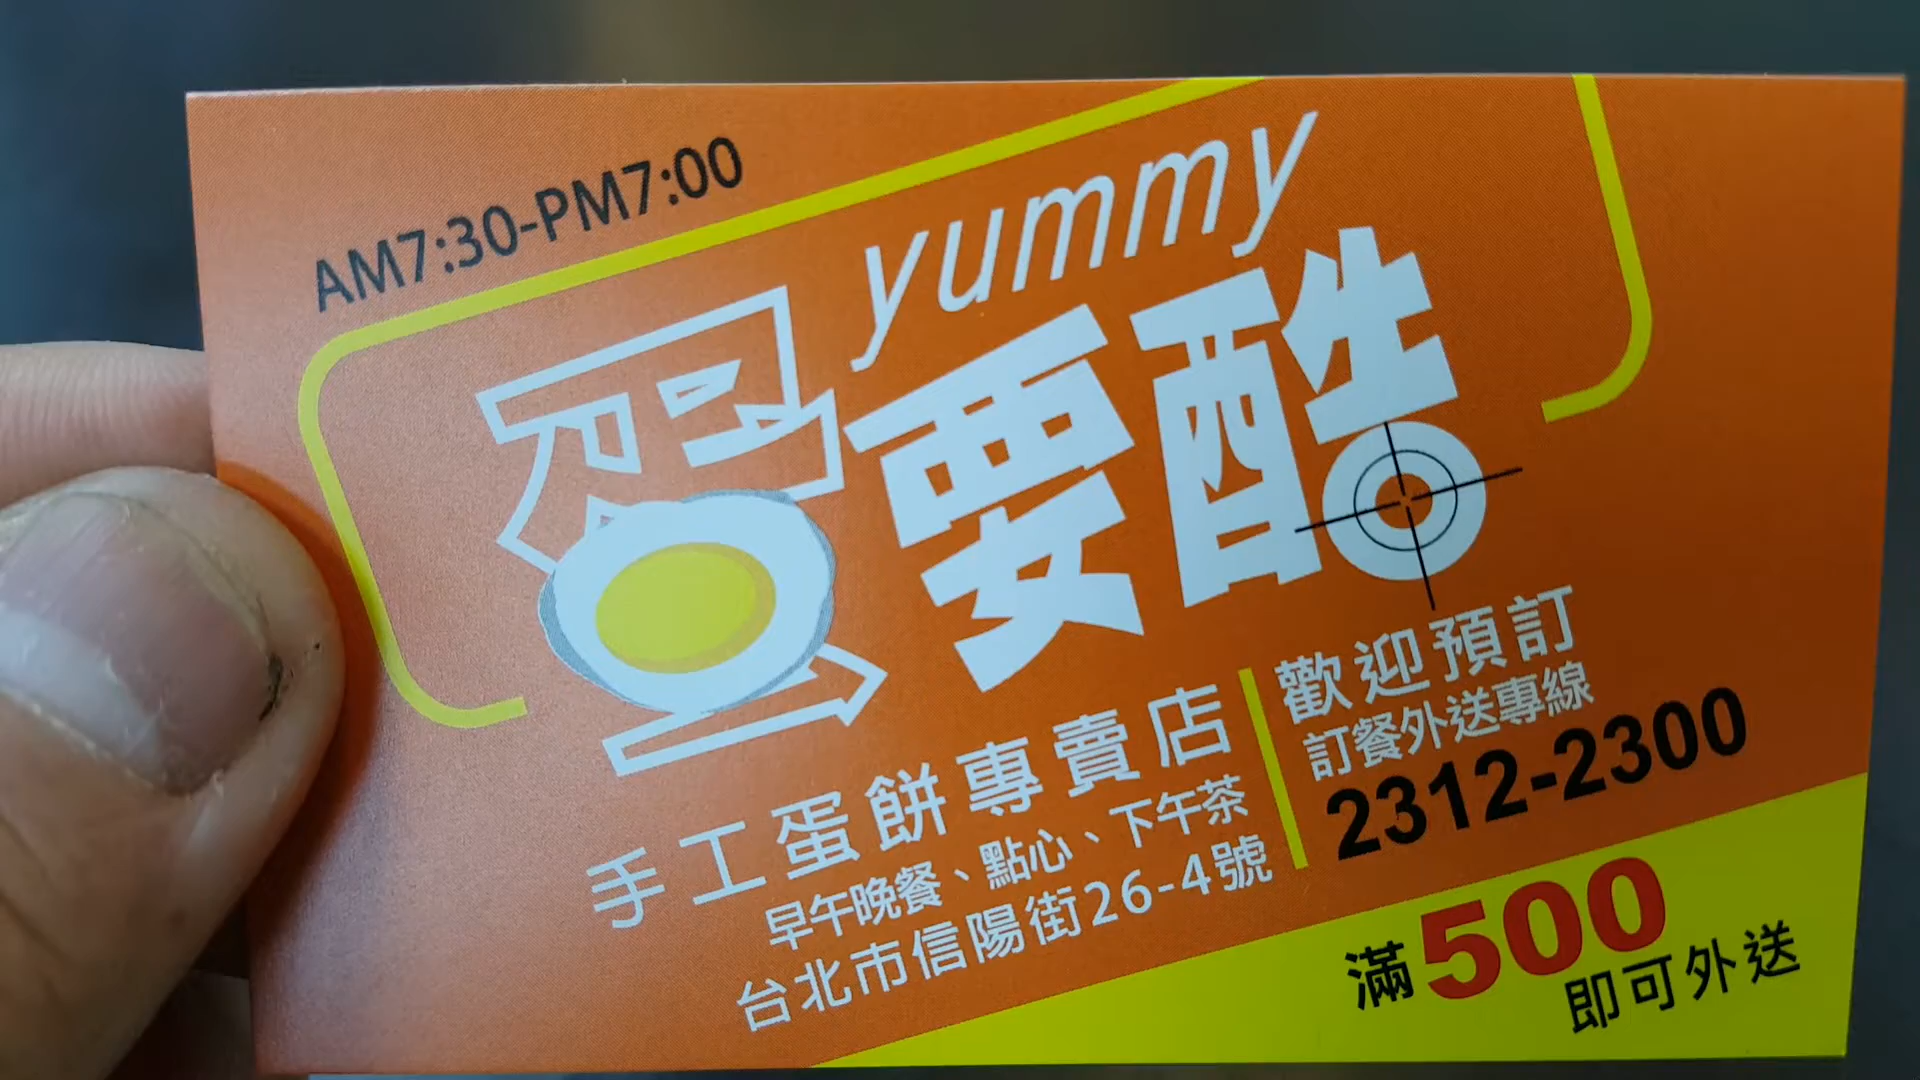 AM7:30-PM7:00
yummy
蛋要酷
手工蛋餅專賣店
早午晚餐、點心、下午茶
台北市信陽街26-4號
歡迎預訂
訂餐外送專線
2312-2300
滿500
即可外送